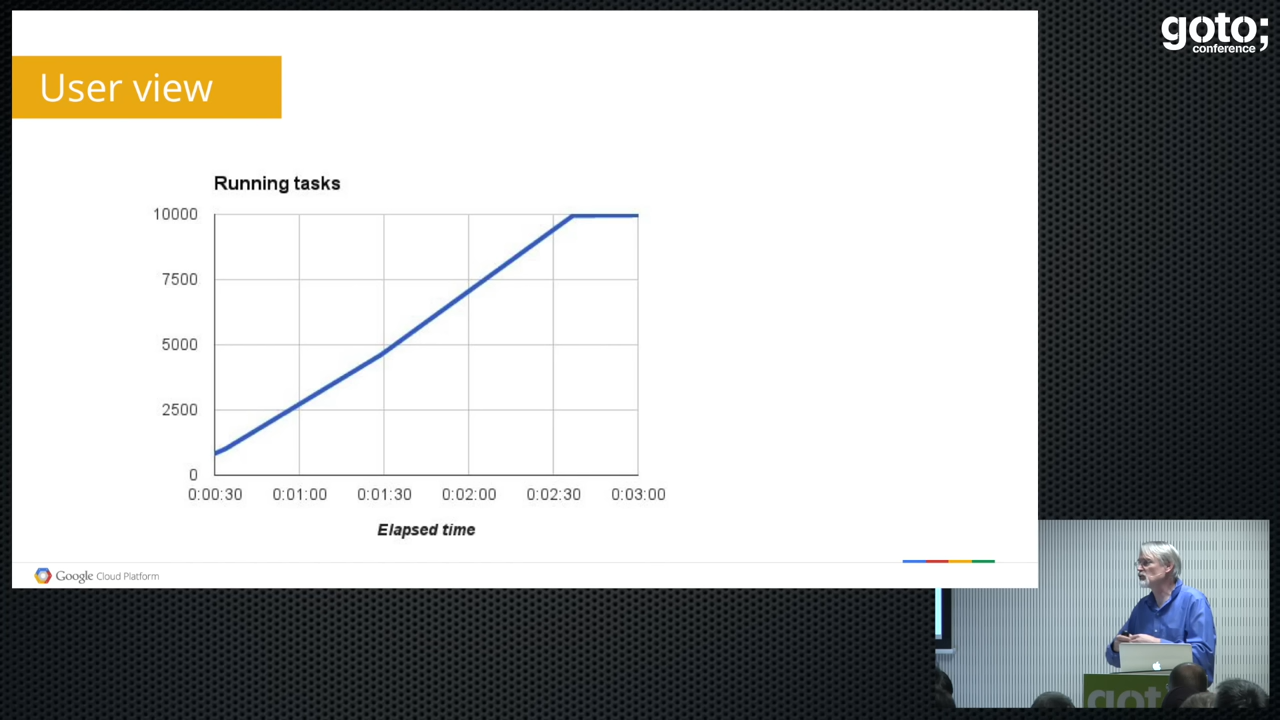 goto;
conference
User view
Running tasks
10000
7500
5000
2500
0
0:00:30 0:01:00 0:01:30 0:02:00 0:02:30 0:03:00
Elapsed time
Google Cloud Platform
goto